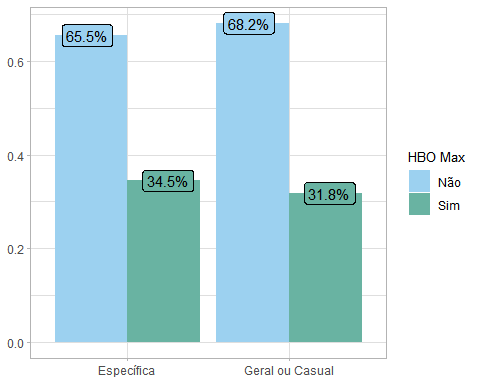 68.2%
65.5%
0.6
HBO Max
0.4
Não
34.5%
Sim
31.8%
0.2
0.0
Específica
Geral ou Casual